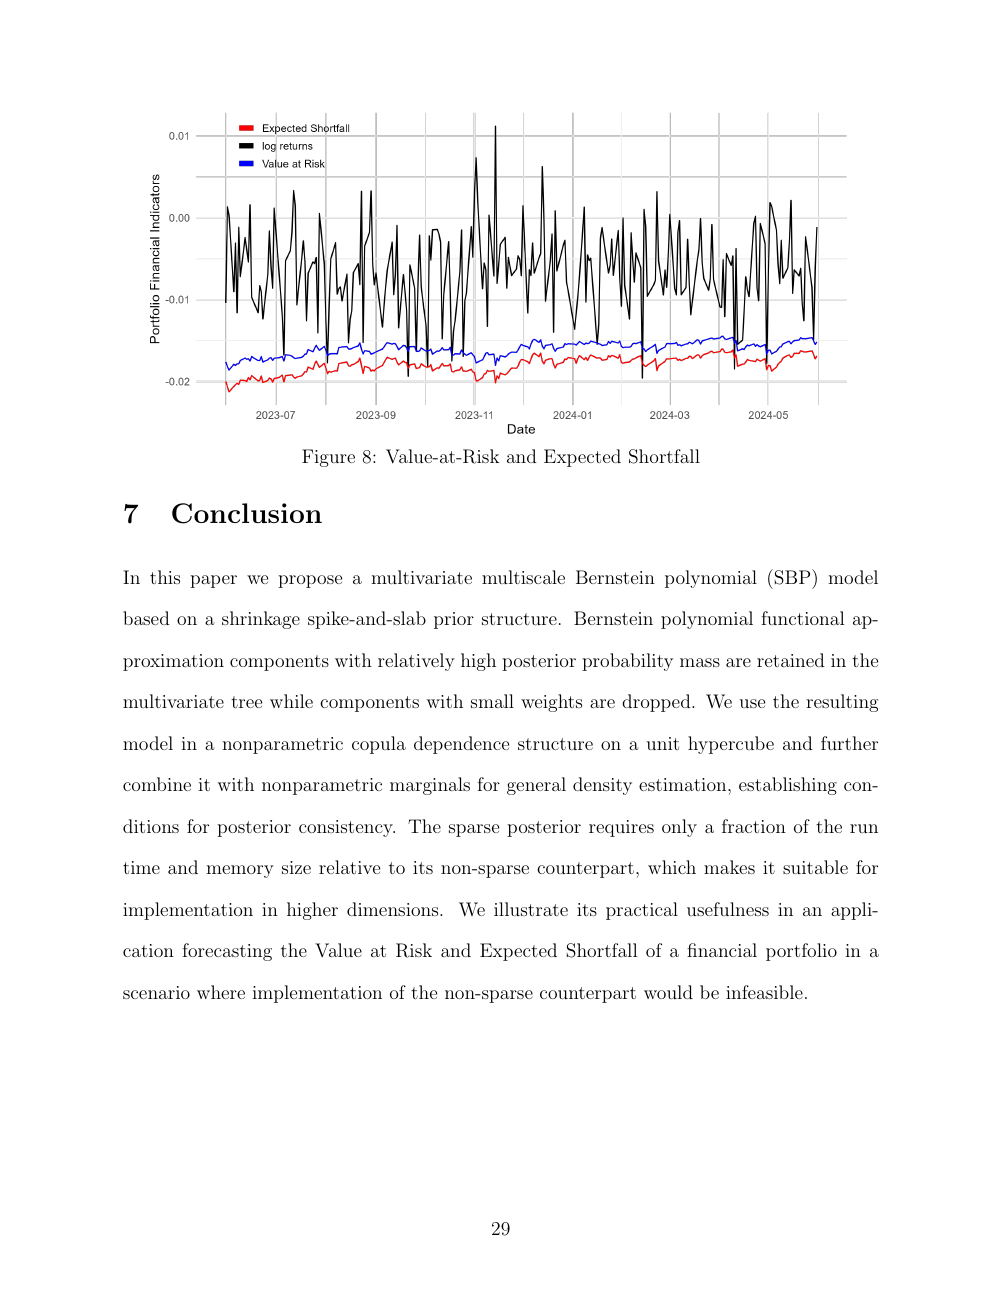 Expected Shortfall
log returns
Value at Risk
Portfolio Financial Indicators
0.01
0.00
-0.01
-0.02
2023-07 2023-09 2023-11 2024-01 2024-03 2024-05
Date
Figure 8: Value-at-Risk and Expected Shortfall
7 Conclusion
In this paper we propose a multivariate multiscale Bernstein polynomial (SBP) model
based on a shrinkage spike-and-slab prior structure. Bernstein polynomial functional ap-
proximation components with relatively high posterior probability mass are retained in the
multivariate tree while components with small weights are dropped. We use the resulting
model in a nonparametric copula dependence structure on a unit hypercube and further
combine it with nonparametric marginals for general density estimation, establishing con-
ditions for posterior consistency. The sparse posterior requires only a fraction of the run
time and memory size relative to its non-sparse counterpart, which makes it suitable for
implementation in higher dimensions. We illustrate its practical usefulness in an appli-
cation forecasting the Value at Risk and Expected Shortfall of a financial portfolio in a
scenario where implementation of the non-sparse counterpart would be infeasible.
29